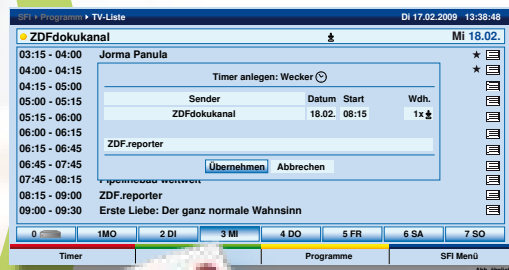 SFI Programm TV-Liste Di 17.02.2009 13:38:48
ZDFdokukanal Mi 18.02.
03:15 - 04:00 Jorma Panula
04:00 - 04:15
04:15 - 05:00
05:00 - 05:15
05:15 - 06:00
06:00 - 06:15
06:15 - 06:45
06:45 - 07:45
07:45 - 08:15 Pipelinebau weltweit
08:15 - 09:00 ZDF.reporter
09:00 - 09:30 Erste Liebe: Der ganz normale Wahnsinn
Timer anlegen: Wecker
Sender Datum Start Wdh.
ZDFdokukanal 18.02. 08:15 1x
ZDF.reporter
Übernehmen Abbrechen
0 1MO 2 DI 3 MI 4 DO 5 FR 6 SA 7 SO
Timer Programme SFI Menü